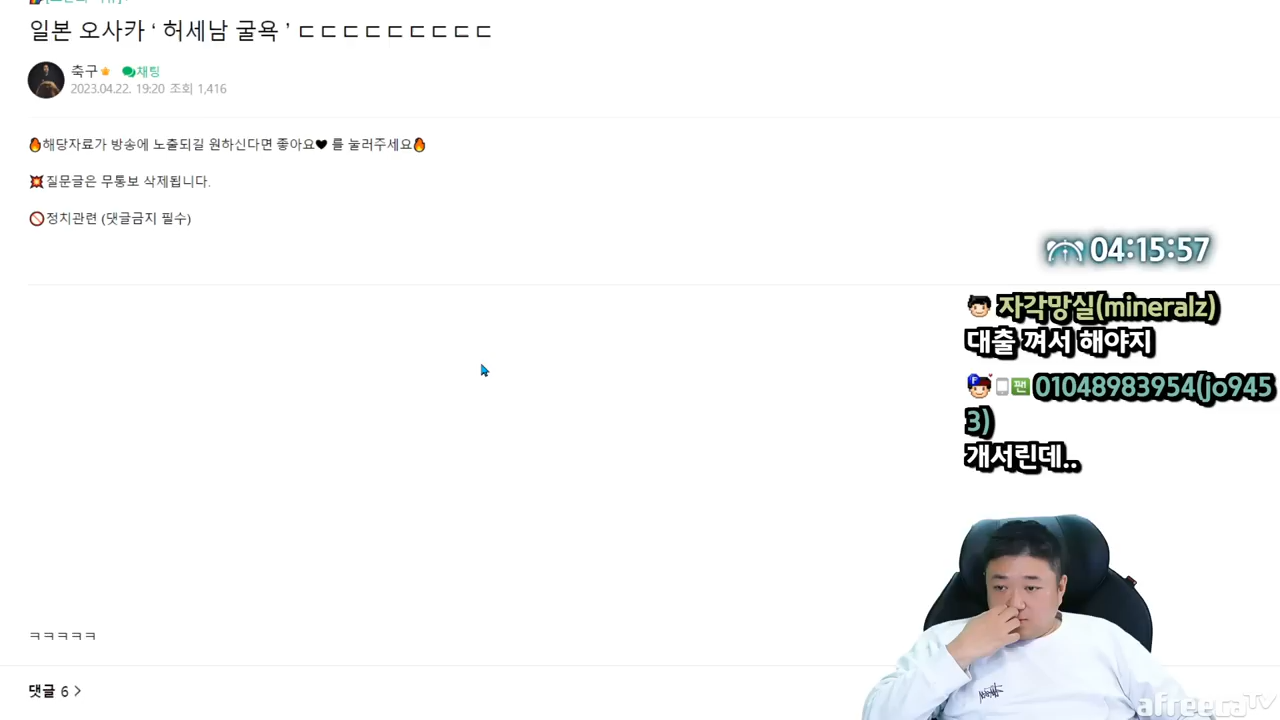 일본 오사카 ‘ 허세남 굴욕 ’ ㄷㄷㄷㄷㄷㄷㄷㄷㄷ
축구 채팅
2023.04.22. 19:20 조회 1,416
🔥해당자료가 방송에 노출되길 원하신다면 좋아요🖤 를 눌러주세요🔥
💥질문글은 무통보 삭제됩니다.
🚫정치관련 (댓글금지 필수)
04:15:57
자각망실(mineralz)
대출 껴서 해야지
짼 01048983954(jo945
3)
개서린데..
ㅋㅋㅋㅋㅋ
댓글 6 >
afreecaTV